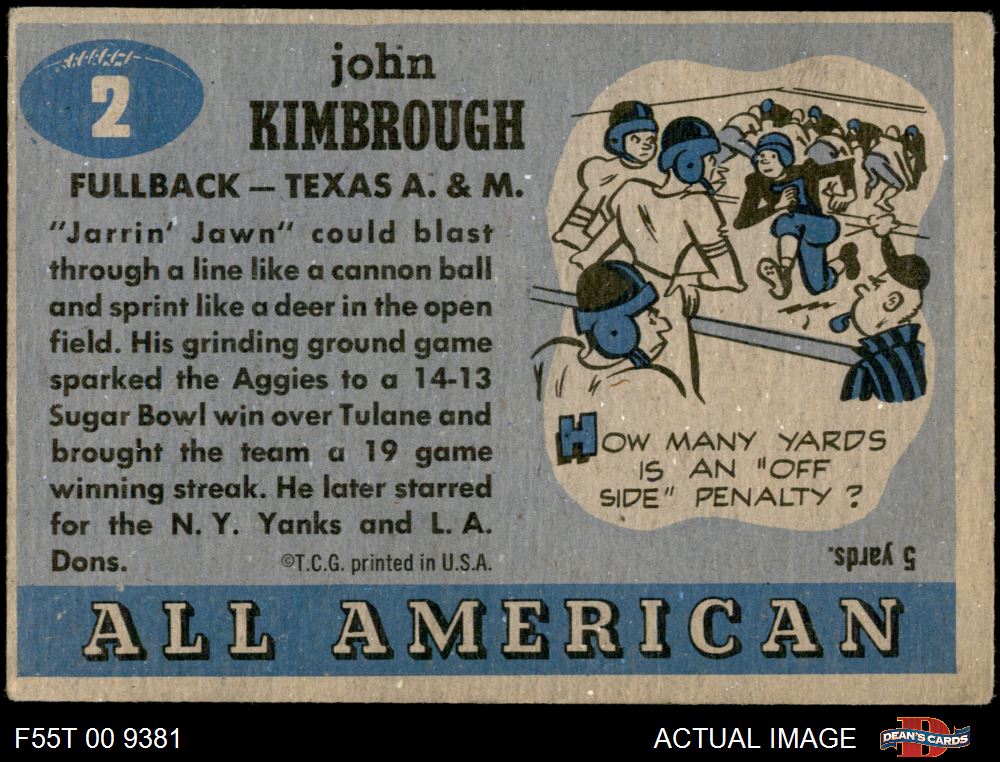 2
john
KIMBROUGH
FULLBACK — TEXAS A. & M.
"Jarrin' Jawn" could blast
through a line like a cannon ball
and sprint like a deer in the open
field. His grinding ground game
sparked the Aggies to a 14-13
Sugar Bowl win over Tulane and
brought the team a 19 game
winning streak. He later starred
for the N. Y. Yanks and L. A.
Dons.
©T.C.G. printed in U.S.A.
HOW MANY YARDS
IS AN "OFF
SIDE" PENALTY ?
5 yards.
ALL AMERICAN
F55T 00 9381
ACTUAL IMAGE
D
DEAN'S CARDS